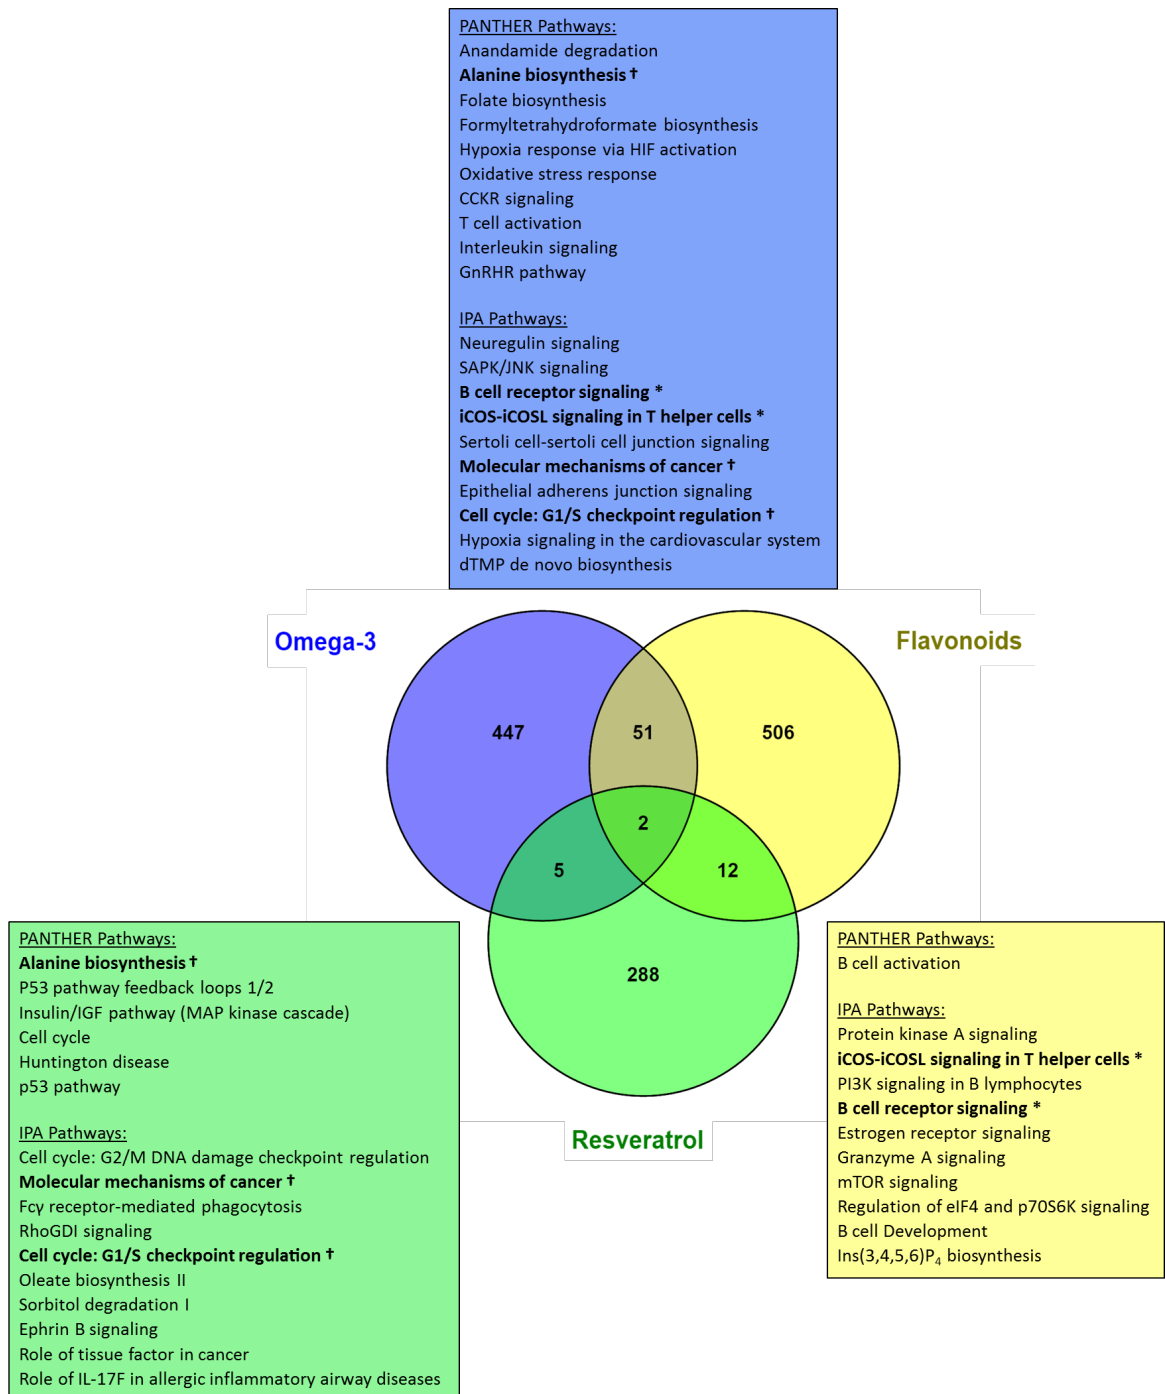 PANTHER Pathways:
Anandamide degradation
Alanine biosynthesis †
Folate biosynthesis
Formyltetrahydroformate biosynthesis
Hypoxia response via HIF activation
Oxidative stress response
CCKR signaling
T cell activation
Interleukin signaling
GnRHR pathway
IPA Pathways:
Neuregulin signaling
SAPK/JNK signaling
B cell receptor signaling *
iCOS-iCOSL signaling in T helper cells *
Sertoli cell-sertoli cell junction signaling
Molecular mechanisms of cancer †
Epithelial adherens junction signaling
Cell cycle: G1/S checkpoint regulation †
Hypoxia signaling in the cardiovascular system
dTMP de novo biosynthesis
Omega-3
Flavonoids
447
51
506
2
5
12
288
Resveratrol
PANTHER Pathways:
Alanine biosynthesis †
P53 pathway feedback loops 1/2
Insulin/IGF pathway (MAP kinase cascade)
Cell cycle
Huntington disease
p53 pathway
IPA Pathways:
Cell cycle: G2/M DNA damage checkpoint regulation
Molecular mechanisms of cancer †
Fcγ receptor-mediated phagocytosis
RhoGDI signaling
Cell cycle: G1/S checkpoint regulation †
Oleate biosynthesis II
Sorbitol degradation I
Ephrin B signaling
Role of tissue factor in cancer
Role of IL-17F in allergic inflammatory airway diseases
PANTHER Pathways:
B cell activation
IPA Pathways:
Protein kinase A signaling
iCOS-iCOSL signaling in T helper cells *
PI3K signaling in B lymphocytes
B cell receptor signaling *
Estrogen receptor signaling
Granzyme A signaling
mTOR signaling
Regulation of eIF4 and p70S6K signaling
B cell Development
Ins(3,4,5,6)P₄ biosynthesis